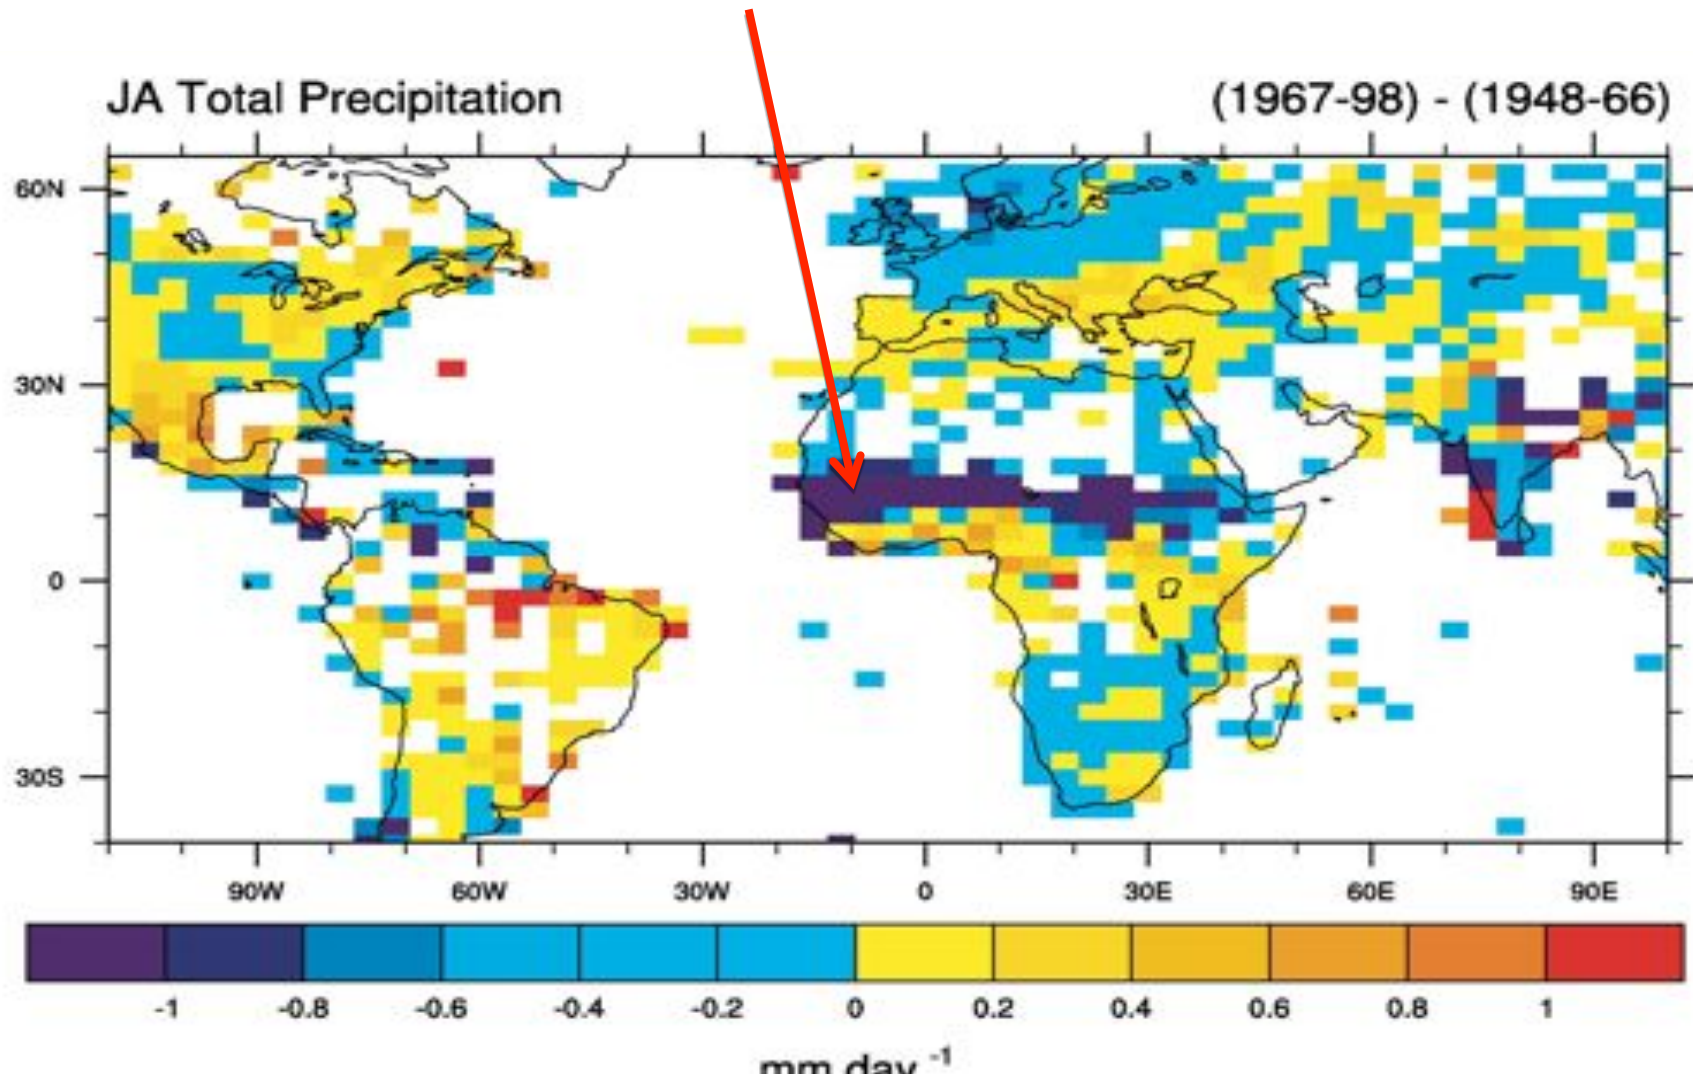 JA Total Precipitation (1967-98) - (1948-66)
60N
30N
0
30S
90W 60W 30W 0 30E 60E 90E
-1 -0.8 -0.6 -0.4 -0.2 0 0.2 0.4 0.6 0.8 1
mm day -1